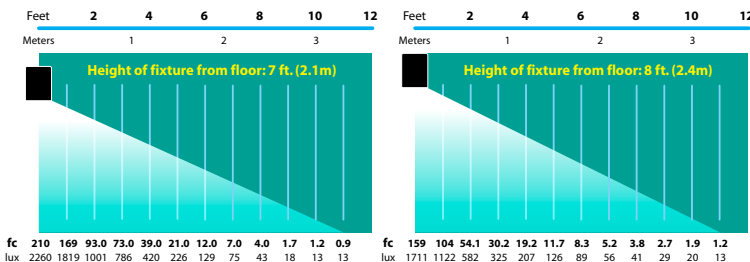 Feet 2 4 6 8 10 12
Meters 1 2 3
Height of fixture from floor: 7 ft. (2.1m)
fc 210 169 93.0 73.0 39.0 21.0 12.0 7.0 4.0 1.7 1.2 0.9
lux 2260 1819 1001 786 420 226 129 75 43 18 13 13
Feet 2 4 6 8 10 12
Meters 1 2 3
Height of fixture from floor: 8 ft. (2.4m)
fc 159 104 54.1 30.2 19.2 11.7 8.3 5.2 3.8 2.7 1.9 1.2
lux 1711 1122 582 325 207 126 89 56 41 29 20 13